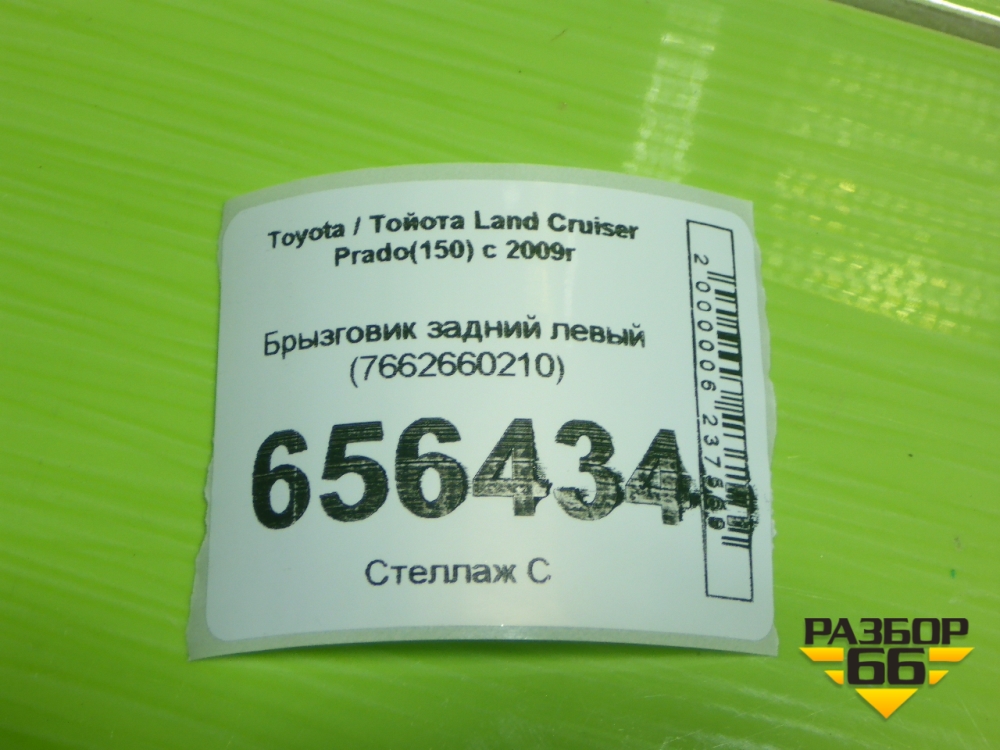 Toyota / Тойота Land Cruiser
Prado(150) с 2009г
Брызговик задний левый
(7662660210)
656434
Стеллаж С
РАЗБОР
66